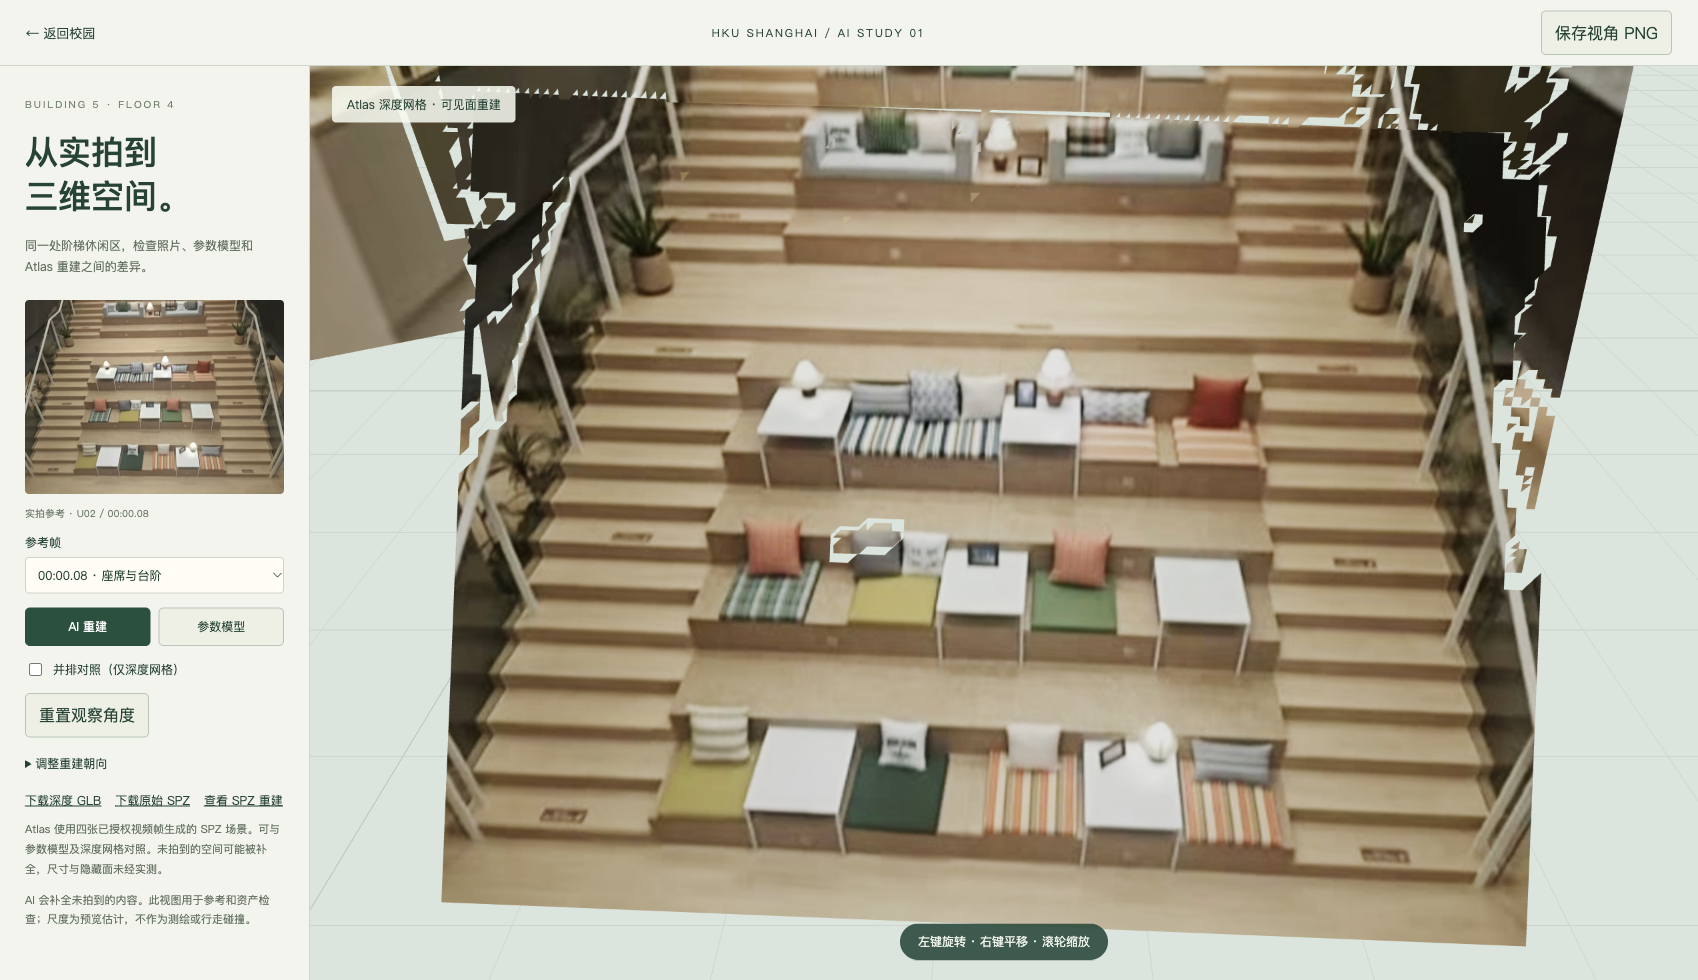 ← 返回校园
HKU SHANGHAI / AI STUDY 01
保存视角 PNG
BUILDING 5 · FLOOR 4
从实拍到
三维空间。
同一处阶梯休闲区，检查照片、参数模型和
Atlas 重建之间的差异。
实拍参考 · U02 / 00:00.08
参考帧
00:00.08 · 座席与台阶
AI 重建
参数模型
并排对照（仅深度网格）
重置观察角度
▶ 调整重建朝向
下载深度 GLB 下载原始 SPZ 查看 SPZ 重建
Atlas 使用四张已授权视频帧生成的 SPZ 场景。可与
参数模型及深度网格对照。未拍到的空间可能被补
全，尺寸与隐藏面未经实测。
AI 会补全未拍到的内容。此视图用于参考和资产检
查；尺度为预览估计，不作为测绘或行走碰撞。
Atlas 深度网格 · 可见面重建
左键旋转 · 右键平移 · 滚轮缩放